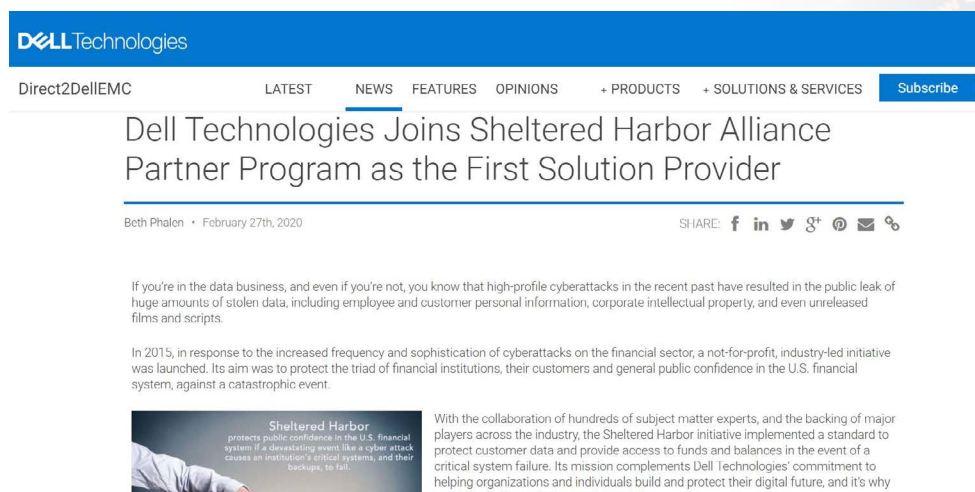 DELLTechnologies
Direct2DellEMC LATEST NEWS FEATURES OPINIONS + PRODUCTS + SOLUTIONS & SERVICES Subscribe
Dell Technologies Joins Sheltered Harbor Alliance
Partner Program as the First Solution Provider
Beth Phalen • February 27th, 2020 SHARE:
If you're in the data business, and even if you're not, you know that high-profile cyberattacks in the recent past have resulted in the public leak of
huge amounts of stolen data, including employee and customer personal information, corporate intellectual property, and even unreleased
films and scripts.
In 2015, in response to the increased frequency and sophistication of cyberattacks on the financial sector, a not-for-profit, industry-led initiative
was launched. Its aim was to protect the triad of financial institutions, their customers and general public confidence in the U.S. financial
system, against a catastrophic event.
Sheltered Harbor
protects public confidence in the U.S. financial
system if a devastating event like a cyber attack
causes an institution's critical systems, and their
backups, to fail.
With the collaboration of hundreds of subject matter experts, and the backing of major
players across the industry, the Sheltered Harbor initiative implemented a standard to
protect customer data and provide access to funds and balances in the event of a
critical system failure. Its mission complements Dell Technologies' commitment to
helping organizations and individuals build and protect their digital future, and it's why